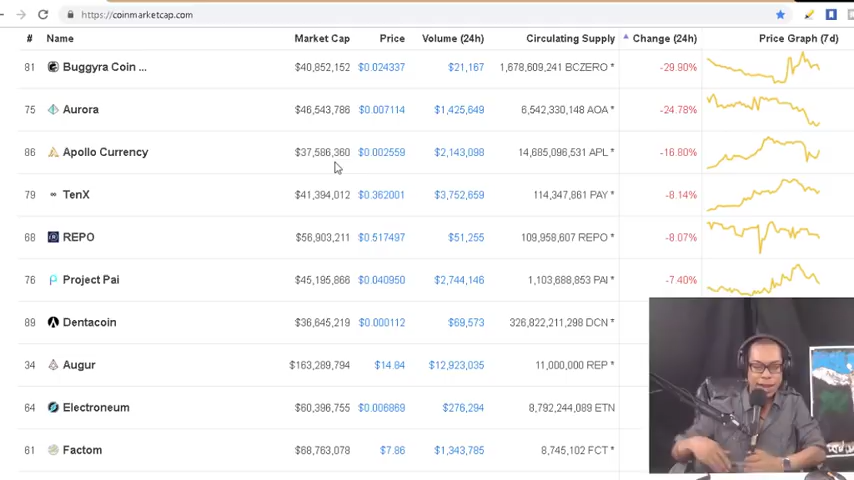 https://coinmarketcap.com
# Name Market Cap Price Volume (24h) Circulating Supply Change (24h) Price Graph (7d)
81 Buggyra Coin ... $40,852,152 $0.024337 $21,167 1,678,609,241 BCZERO * -29.90%
75 Aurora $46,543,786 $0.007114 $1,425,649 6,542,330,148 AOA * -24.78%
86 Apollo Currency $37,586,360 $0.002559 $2,143,098 14,685,096,531 APL * -16.80%
79 TenX $41,394,012 $0.362001 $3,752,659 114,347,861 PAY * -8.14%
68 REPO $56,903,211 $0.517497 $51,255 109,958,607 REPO * -8.07%
76 Project Pai $45,195,866 $0.040950 $2,744,146 1,103,688,853 PAI * -7.40%
89 Dentacoin $36,645,219 $0.000112 $69,573 326,822,211,298 DCN *
34 Augur $163,289,794 $14.84 $12,923,035 11,000,000 REP *
64 Electroneum $60,396,755 $0.006869 $276,294 8,792,244,089 ETN
61 Factom $68,763,078 $7.86 $1,343,785 8,745,102 FCT *